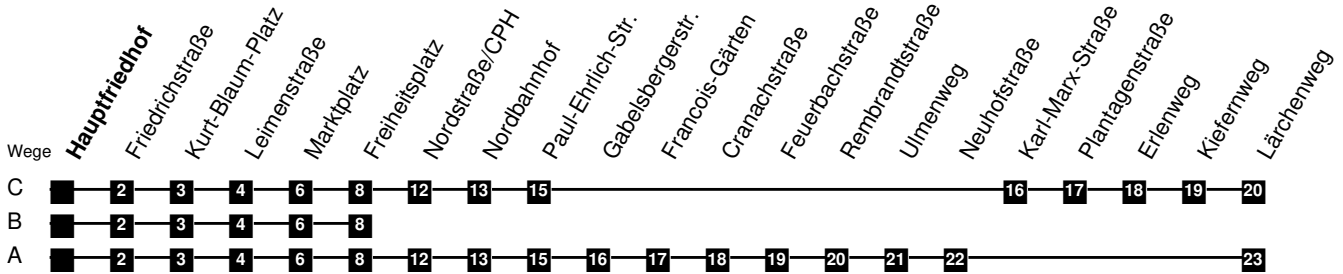 Hauptfriedhof
Friedrichstraße
Kurt-Blaum-Platz
Leimenstraße
Marktplatz
Freiheitsplatz
Nordstraße/CPH
Nordbahnhof
Paul-Ehrlich-Str.
Gabelsbergerstr.
Francois-Gärten
Cranachstraße
Feuerbachstraße
Rembrandtstraße
Ulmenweg
Neuhofstraße
Karl-Marx-Straße
Plantagenstraße
Erlenweg
Kiefernweg
Lärchenweg
Wege
C 2 3 4 6 8 12 13 15 16 17 18 19 20
B 2 3 4 6 8
A 2 3 4 6 8 12 13 15 16 17 18 19 20 21 22 23